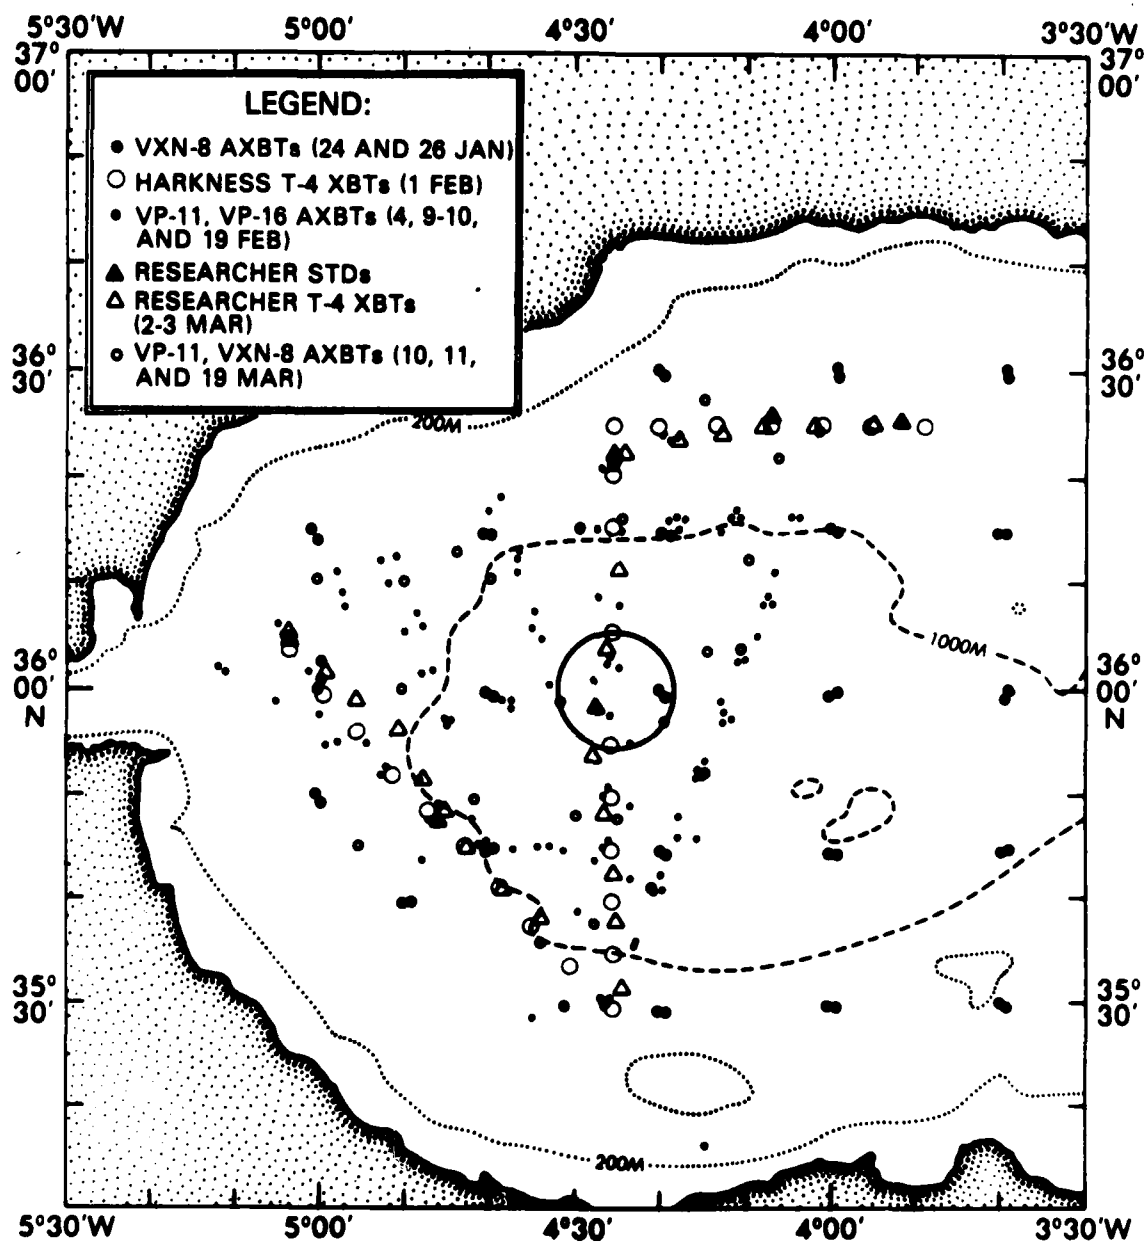 5°30'W 5°00' 4°30' 4°00' 3°30'W
37° 00' 37° 00'
LEGEND:
VXN-8 AXBTs (24 AND 26 JAN)
HARKNESS T-4 XBTs (1 FEB)
VP-11, VP-16 AXBTs (4, 9-10,
AND 19 FEB)
RESEARCHER STDs
RESEARCHER T-4 XBTs
(2-3 MAR)
VP-11, VXN-8 AXBTs (10, 11,
AND 19 MAR)
36° 30' 36° 30'
200M
1000M
36° 00' N 36° 00' N
35° 30' 35° 30'
200M
5°30'W 5°00' 4°30' 4°00' 3°30'W